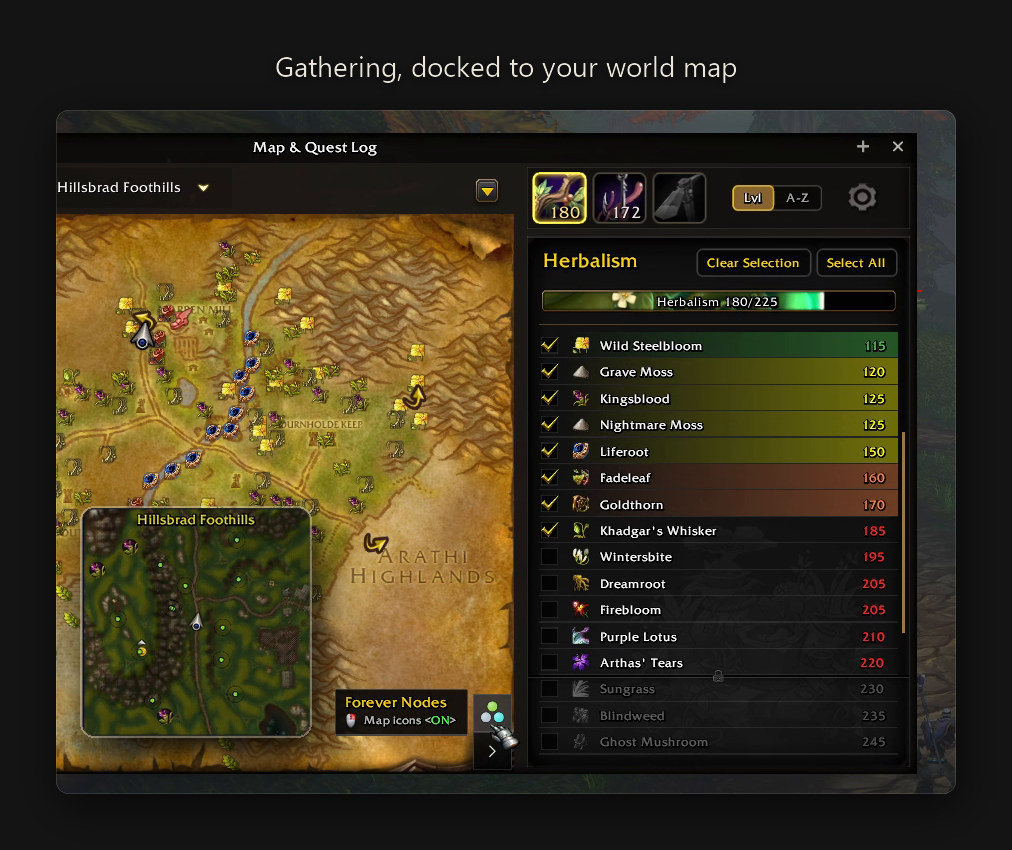 Gathering, docked to your world map
Map & Quest Log
Hillsbrad Foothills
180
172
Lvl
A-Z
Herbalism
Clear Selection
Select All
Herbalism 180/225
Wild Steelbloom 115
Grave Moss 120
Kingsblood 125
Nightmare Moss 125
Liferoot 150
Fadeleaf 160
Goldthorn 170
Khadgar's Whisker 185
Wintersbite 195
Dreamroot 205
Firebloom 205
Purple Lotus 210
Arthas' Tears 220
Sungrass 230
Blindweed 235
Ghost Mushroom 245
Hillsbrad Foothills
ARATHI
HIGHLANDS
Forever Nodes
Map icons <ON>